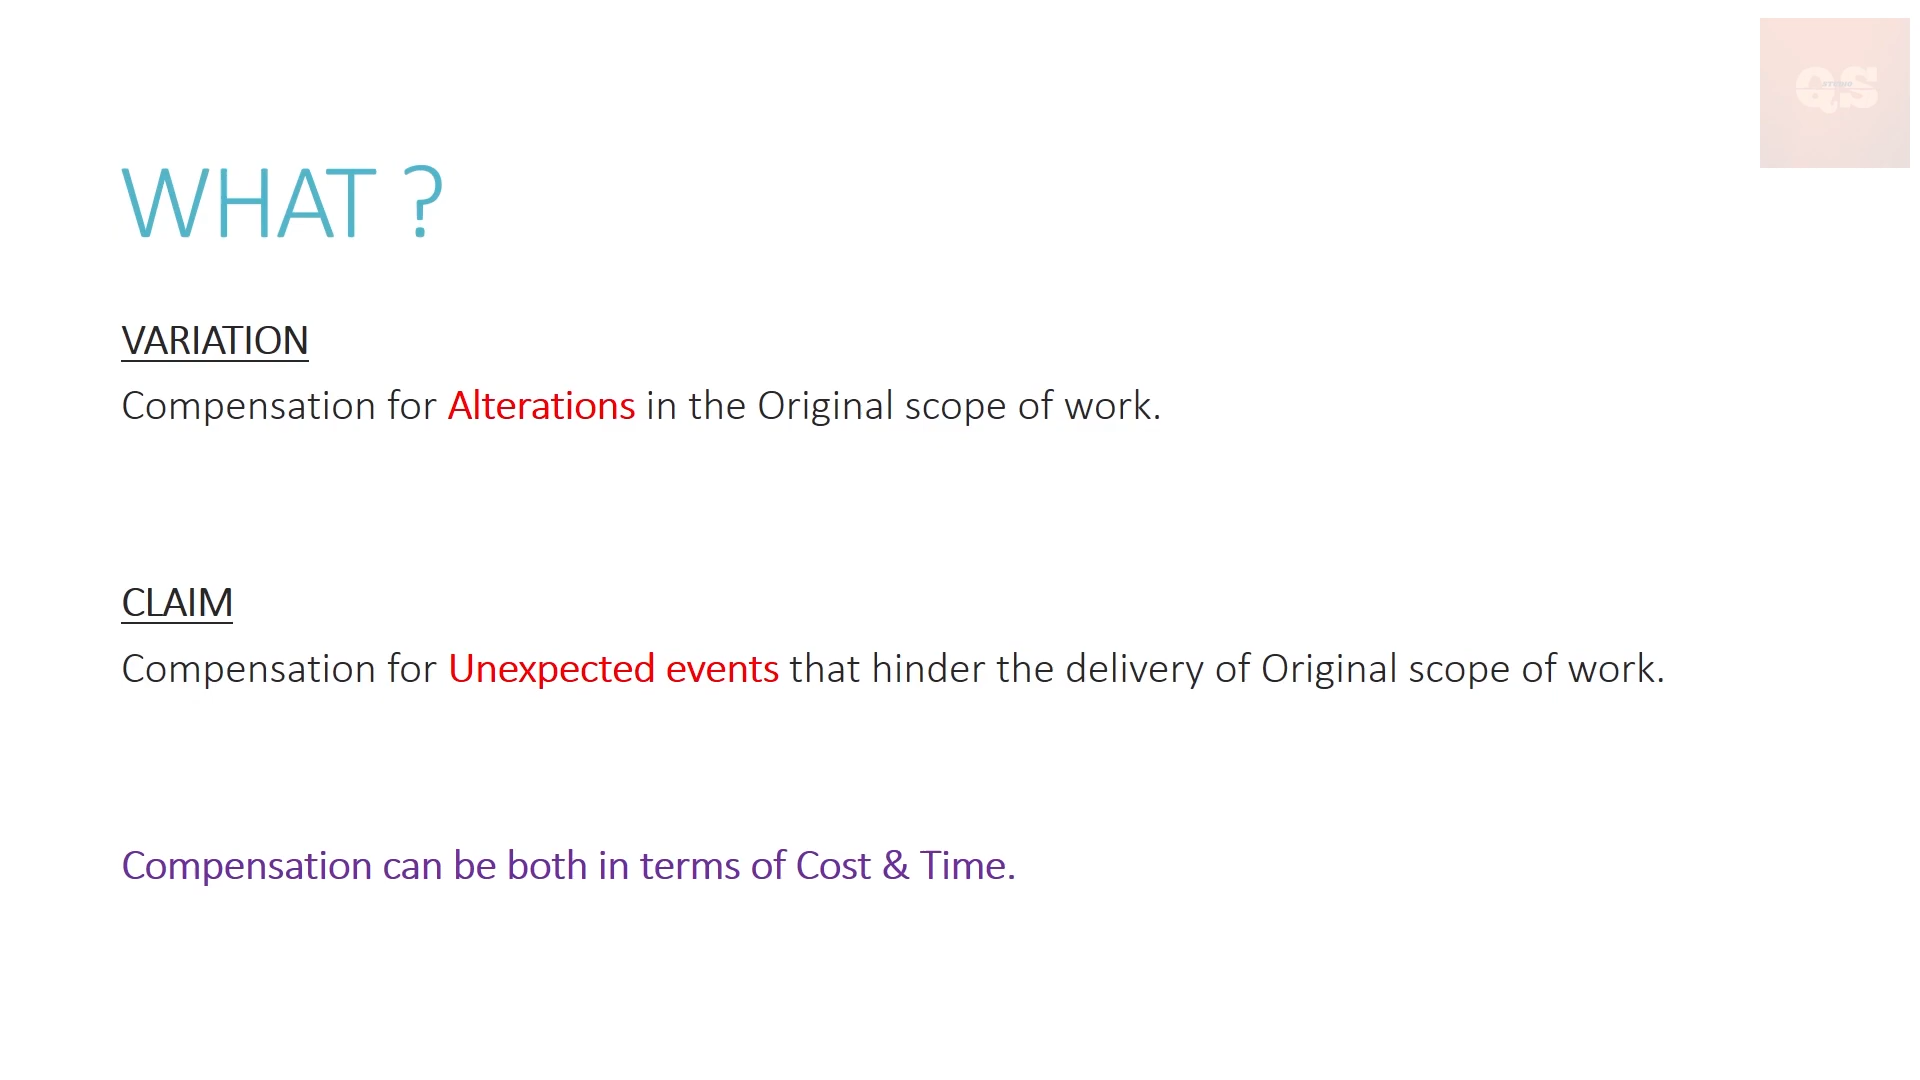 QS
WHAT ?
VARIATION
Compensation for Alterations in the Original scope of work.
CLAIM
Compensation for Unexpected events that hinder the delivery of Original scope of work.
Compensation can be both in terms of Cost & Time.